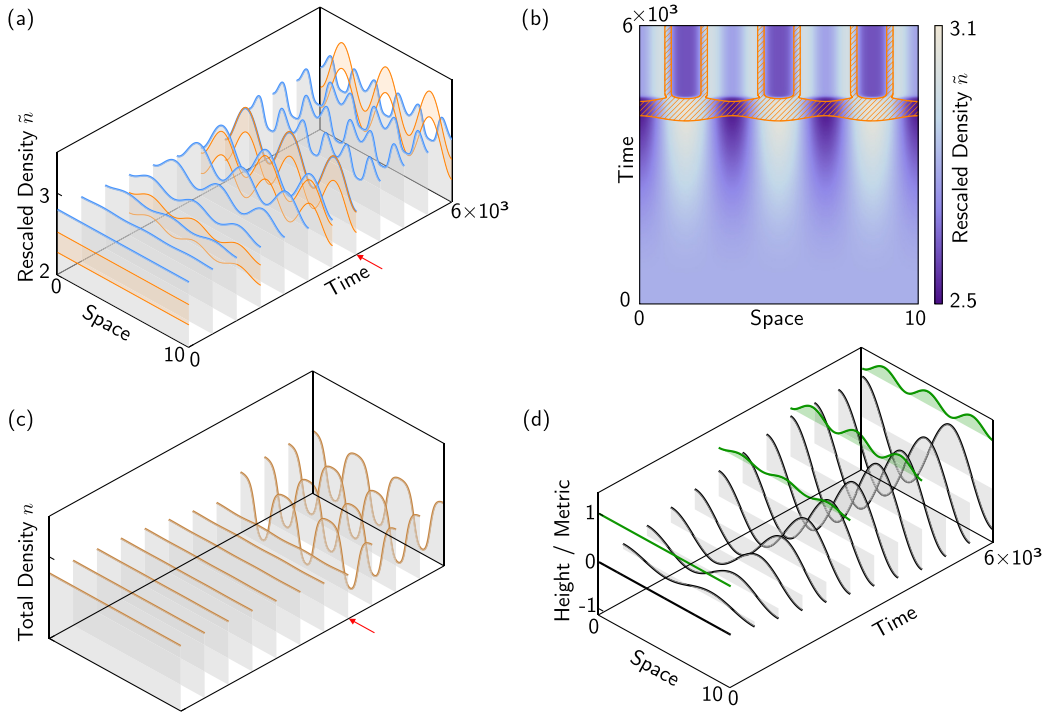 (a)
Rescaled Density ñ
3
2
0
Space
10
0
Time
6×10³
(b)
6×10³
Time
0
0
Space
10
3.1
Rescaled Density ñ
2.5
(c)
Total Density n
(d)
Height / Metric
1
0
-1
0
Space
10
0
Time
6×10³